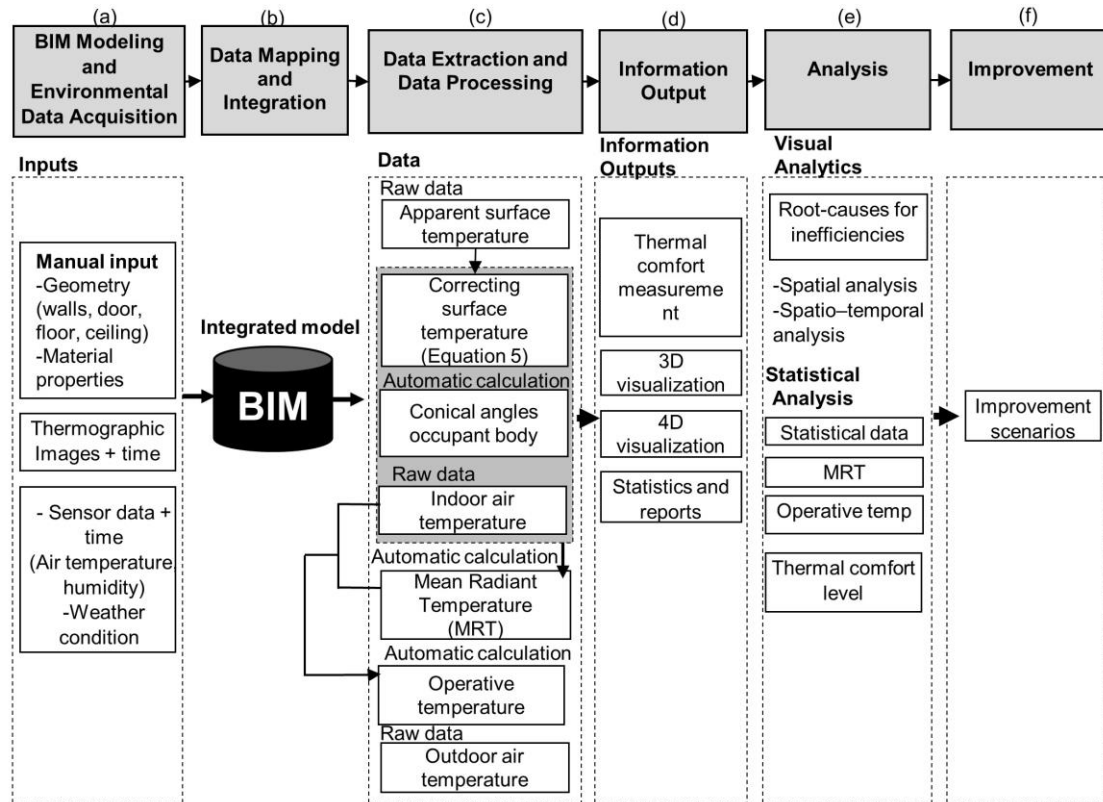 (a)
BIM Modeling
and
Environmental
Data Acquisition
(b)
Data Mapping
and
Integration
(c)
Data Extraction and
Data Processing
(d)
Information
Output
(e)
Analysis
(f)
Improvement
Inputs
Manual input
-Geometry
(walls, door,
floor, ceiling)
-Material
properties
Thermographic
Images + time
- Sensor data +
time
(Air temperature,
humidity)
-Weather
condition
Integrated model
BIM
Data
Raw data
Apparent surface
temperature
Correcting
surface
temperature
(Equation 5)
Automatic calculation
Conical angles
occupant body
Raw data
Indoor air
temperature
Automatic calculation
Mean Radiant
Temperature
(MRT)
Automatic calculation
Operative
temperature
Raw data
Outdoor air
temperature
Information
Outputs
Thermal
comfort
measureme
nt
3D
visualization
4D
visualization
Statistics and
reports
Visual
Analytics
Root-causes for
inefficiencies
-Spatial analysis
-Spatio–temporal
analysis
Statistical
Analysis
Statistical data
MRT
Operative temp
Thermal comfort
level
Improvement
scenarios